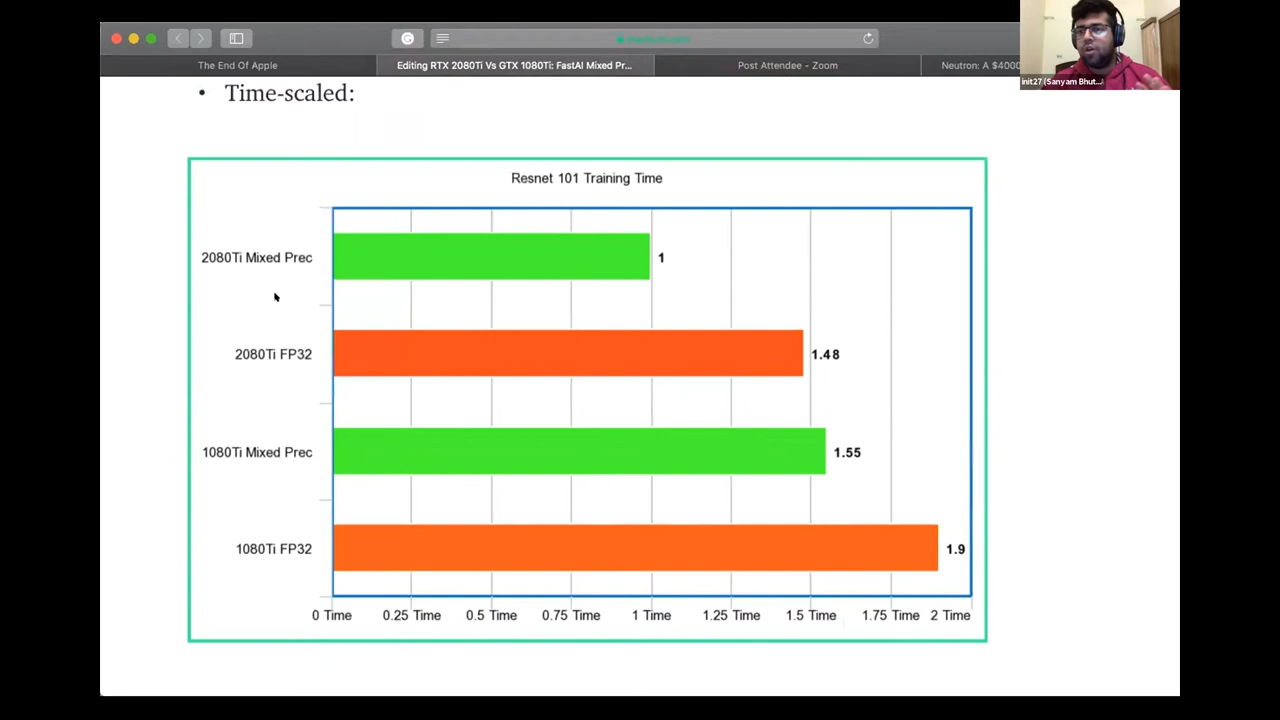 The End Of Apple
Editing RTX 2080Ti Vs GTX 1080Ti: FastAI Mixed Pr...
Post Attendee - Zoom
Neutron: A $4000
init27 (Sanyam Bhut...
• Time-scaled:
Resnet 101 Training Time
2080Ti Mixed Prec
1
2080Ti FP32
1.48
1080Ti Mixed Prec
1.55
1080Ti FP32
1.9
0 Time 0.25 Time 0.5 Time 0.75 Time 1 Time 1.25 Time 1.5 Time 1.75 Time 2 Time